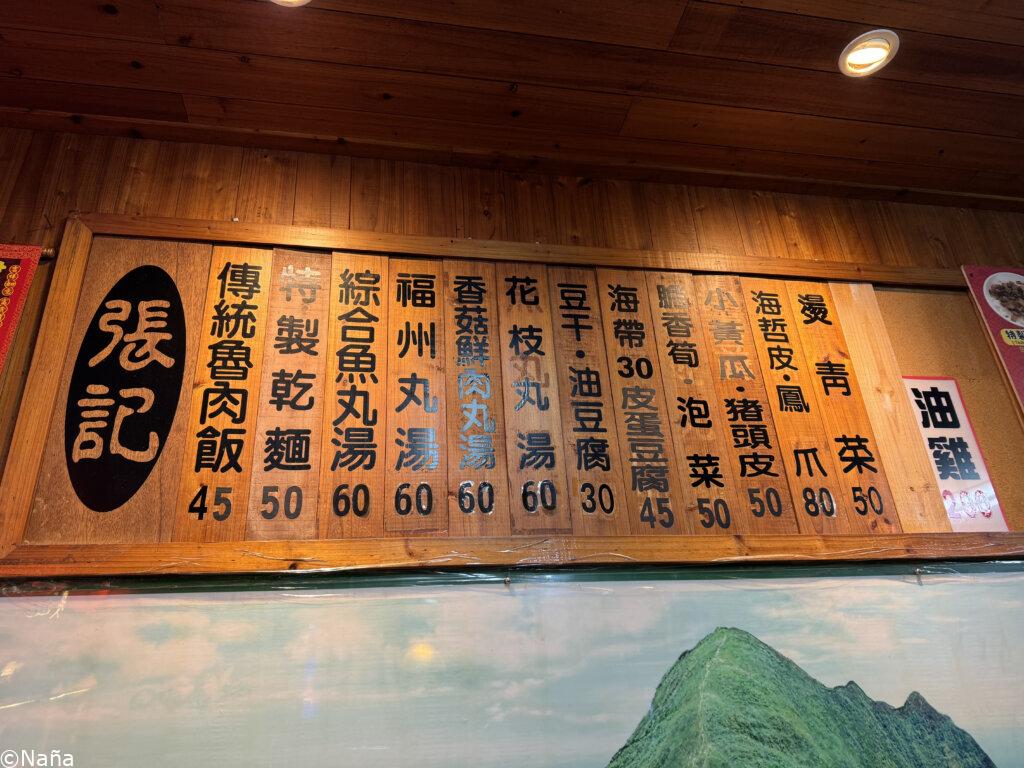 張記
傳統魯肉飯 45
特製乾麵 50
綜合魚丸湯 60
福州丸湯 60
香菇鮮肉丸湯 60
花枝丸湯 60
豆干·油豆腐 30
海帶30皮蛋豆腐 45
脆香筍·泡菜 50
小黃瓜·豬頭皮 50
海哲皮·鳳爪 80
燙青菜 50
油雞 200
特製
©Naña